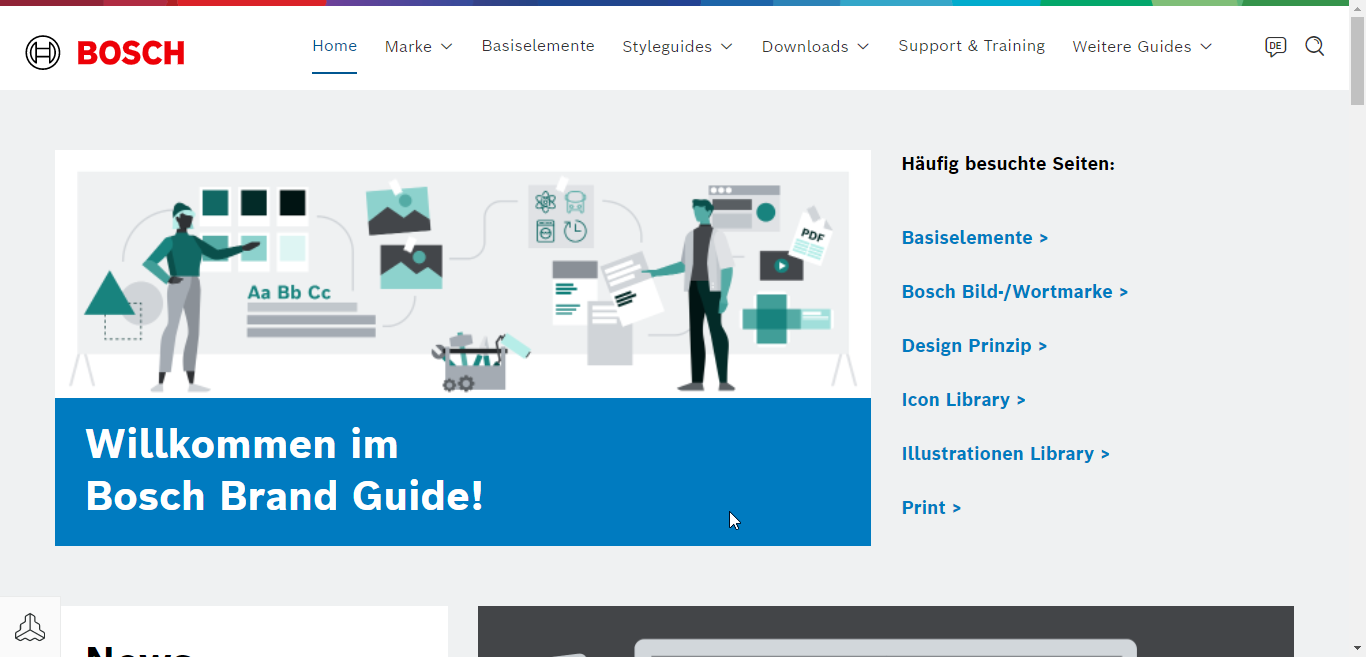 BOSCH
Home Marke Basiselemente Styleguides Downloads Support & Training Weitere Guides DE
Aa Bb Cc
PDF
Willkommen im
Bosch Brand Guide!
Häufig besuchte Seiten:
Basiselemente >
Bosch Bild-/Wortmarke >
Design Prinzip >
Icon Library >
Illustrationen Library >
Print >
News